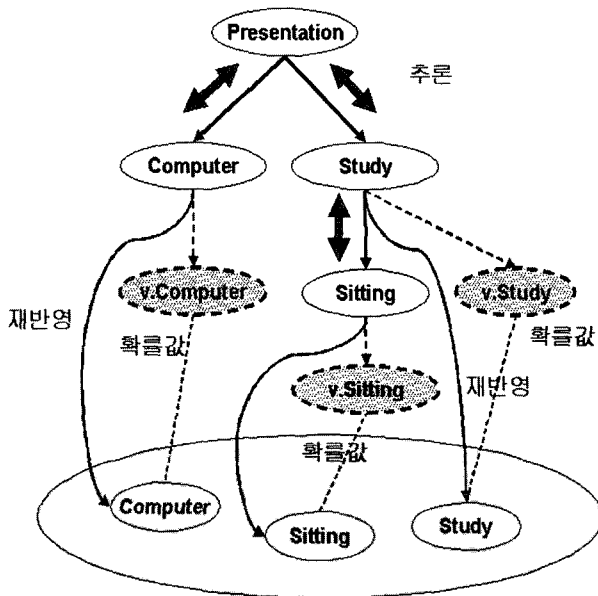 Presentation
추론
Computer
Study
v.Computer
Sitting
v.Study
재반영
확률값
확률값
v.Sitting
재반영
확률값
Computer
Sitting
Study